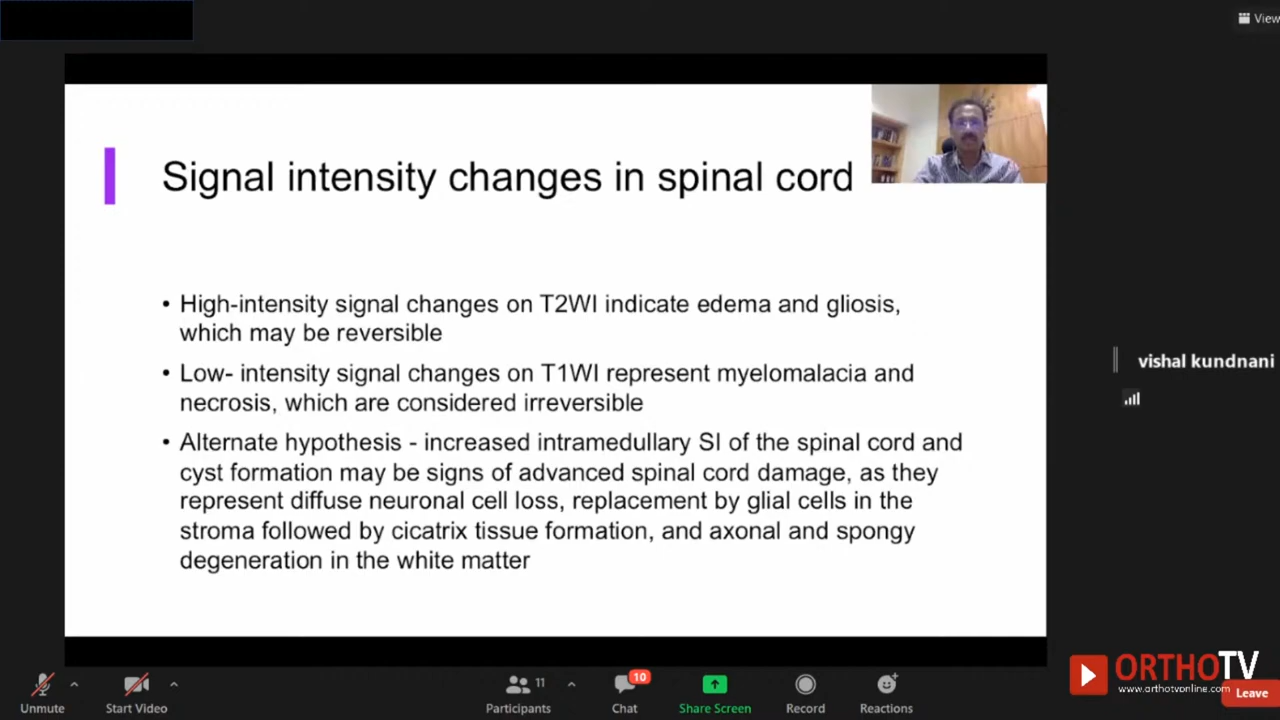 View
Signal intensity changes in spinal cord
• High-intensity signal changes on T2WI indicate edema and gliosis,
which may be reversible
• Low- intensity signal changes on T1WI represent myelomalacia and
necrosis, which are considered irreversible
• Alternate hypothesis - increased intramedullary SI of the spinal cord and
cyst formation may be signs of advanced spinal cord damage, as they
represent diffuse neuronal cell loss, replacement by glial cells in the
stroma followed by cicatrix tissue formation, and axonal and spongy
degeneration in the white matter
vishal kundnani
ORTHOTV
www.orthotvonline.com
Unmute
Start Video
11
Participants
10
Chat
Share Screen
Record
Reactions
Leave